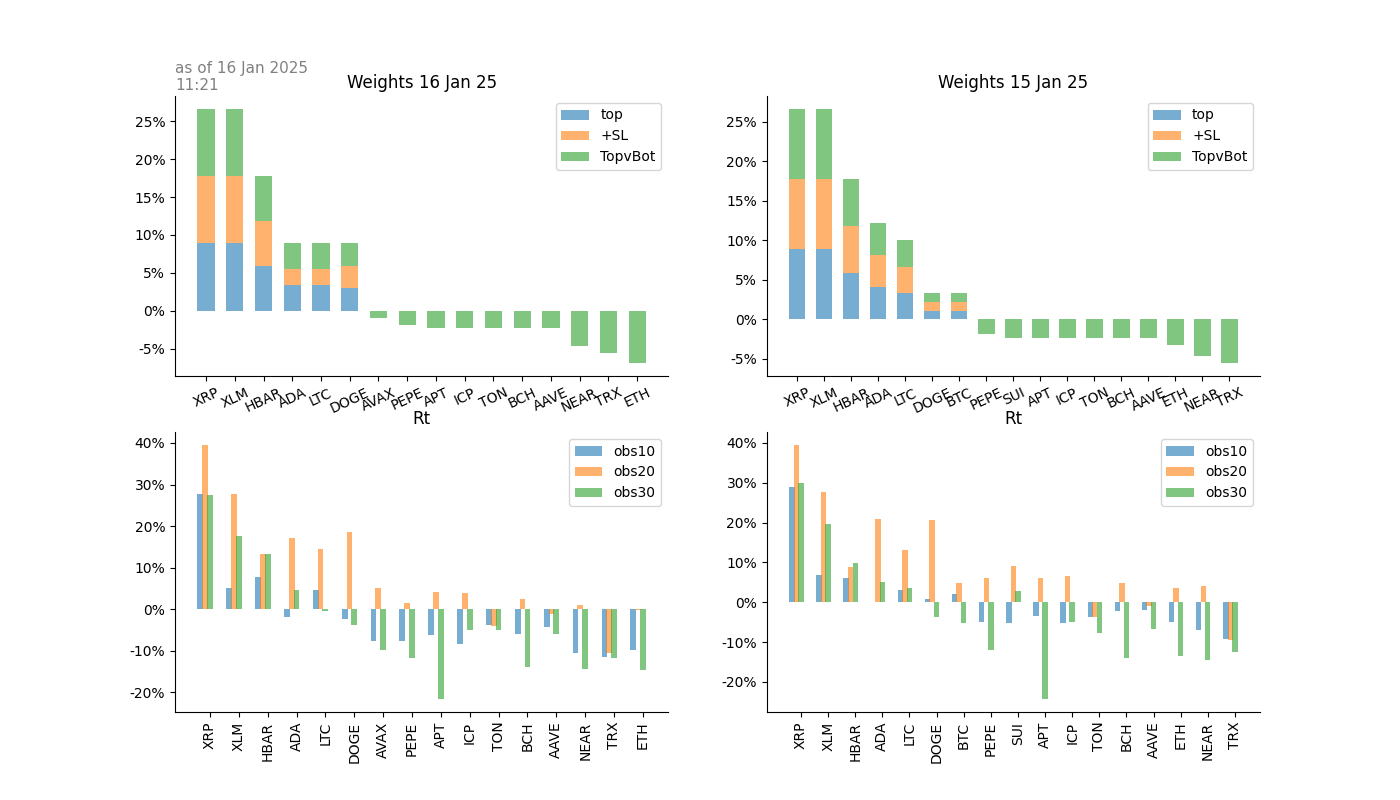 as of 16 Jan 2025
11:21
Weights 16 Jan 25
25%
20%
15%
10%
5%
0%
-5%
top
+SL
TopvBot
XRP XLM HBAR ADA LTC DOGE AVAX PEPE APT ICP TON BCH AAVE NEAR TRX ETH
Weights 15 Jan 25
25%
20%
15%
10%
5%
0%
-5%
top
+SL
TopvBot
XRP XLM HBAR ADA LTC DOGE BTC PEPE SUI APT ICP TON BCH AAVE ETH NEAR TRX
Rt
40%
30%
20%
10%
0%
-10%
-20%
obs10
obs20
obs30
XRP XLM HBAR ADA LTC DOGE AVAX PEPE APT ICP TON BCH AAVE NEAR TRX ETH
Rt
40%
30%
20%
10%
0%
-10%
-20%
obs10
obs20
obs30
XRP XLM HBAR ADA LTC DOGE BTC PEPE SUI APT ICP TON BCH AAVE ETH NEAR TRX